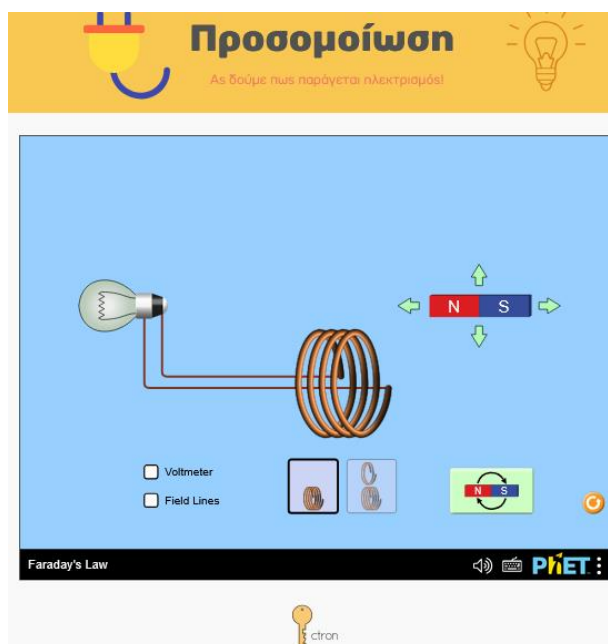 Προσομοίωση
Ας δούμε πως παράγεται ηλεκτρισμός!
N S
Voltmeter
Field Lines
N S
Faraday's Law
PhET
ctron